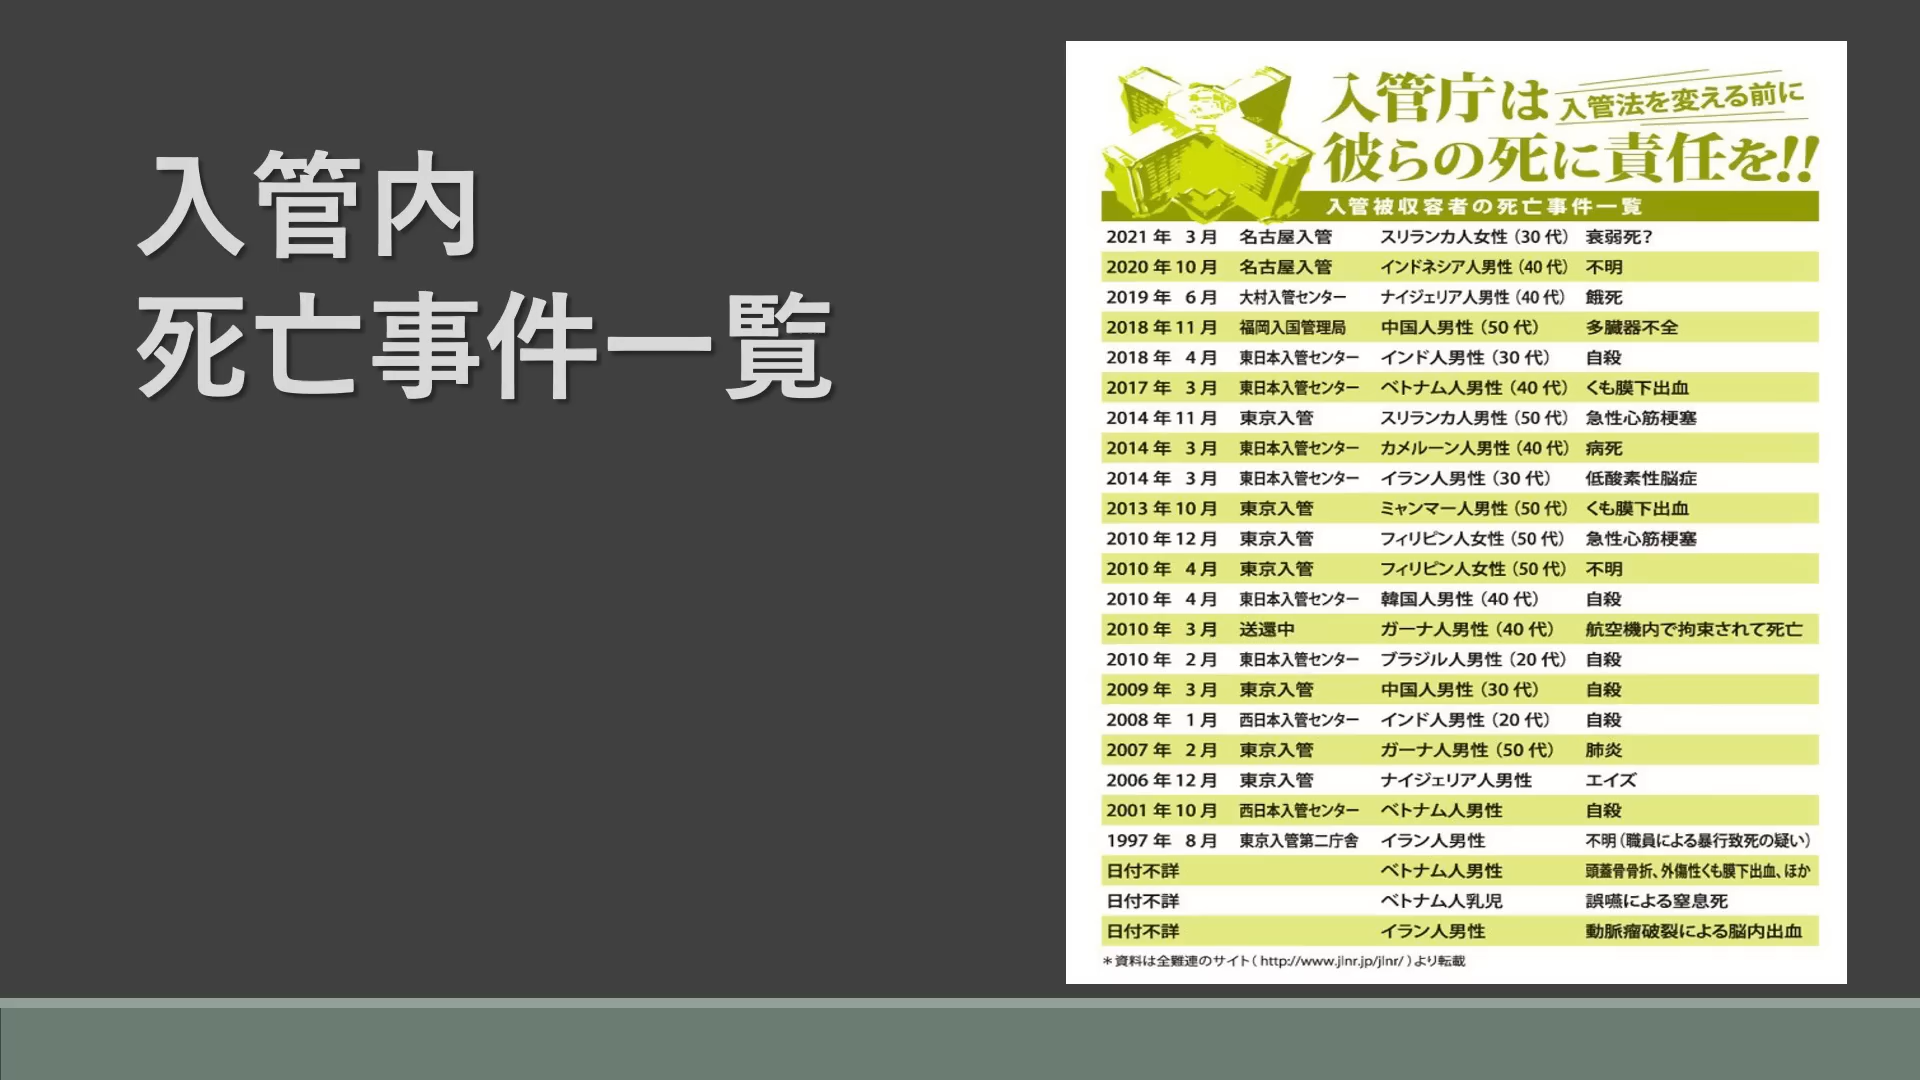 入管内
死亡事件一覧
入管庁は 入管法を変える前に
彼らの死に責任を!!
入管被収容者の死亡事件一覧
2021年 3月 名古屋入管 スリランカ人女性（30代） 衰弱死?
2020年10月 名古屋入管 インドネシア人男性（40代） 不明
2019年 6月 大村入管センター ナイジェリア人男性（40代） 餓死
2018年11月 福岡入国管理局 中国人男性（50代） 多臓器不全
2018年 4月 東日本入管センター インド人男性（30代） 自殺
2017年 3月 東日本入管センター ベトナム人男性（40代） くも膜下出血
2014年11月 東京入管 スリランカ人男性（50代） 急性心筋梗塞
2014年 3月 東日本入管センター カメルーン人男性（40代） 病死
2014年 3月 東日本入管センター イラン人男性（30代） 低酸素性脳症
2013年10月 東京入管 ミャンマー人男性（50代） くも膜下出血
2010年12月 東京入管 フィリピン人女性（50代） 急性心筋梗塞
2010年 4月 東京入管 フィリピン人女性（50代） 不明
2010年 4月 東日本入管センター 韓国人男性（40代） 自殺
2010年 3月 送還中 ガーナ人男性（40代） 航空機内で拘束されて死亡
2010年 2月 東日本入管センター ブラジル人男性（20代） 自殺
2009年 3月 東京入管 中国人男性（30代） 自殺
2008年 1月 西日本入管センター インド人男性（20代） 自殺
2007年 2月 東京入管 ガーナ人男性（50代） 肺炎
2006年12月 東京入管 ナイジェリア人男性 エイズ
2001年10月 西日本入管センター ベトナム人男性 自殺
1997年 8月 東京入管第二庁舎 イラン人男性 不明（職員による暴行致死の疑い）
日付不詳 ベトナム人男性 頭蓋骨骨折、外傷性くも膜下出血、ほか
日付不詳 ベトナム人乳児 誤嚥による窒息死
日付不詳 イラン人男性 動脈瘤破裂による脳内出血
＊資料は全難連のサイト（http://www.jlnr.jp/jlnr/）より転載